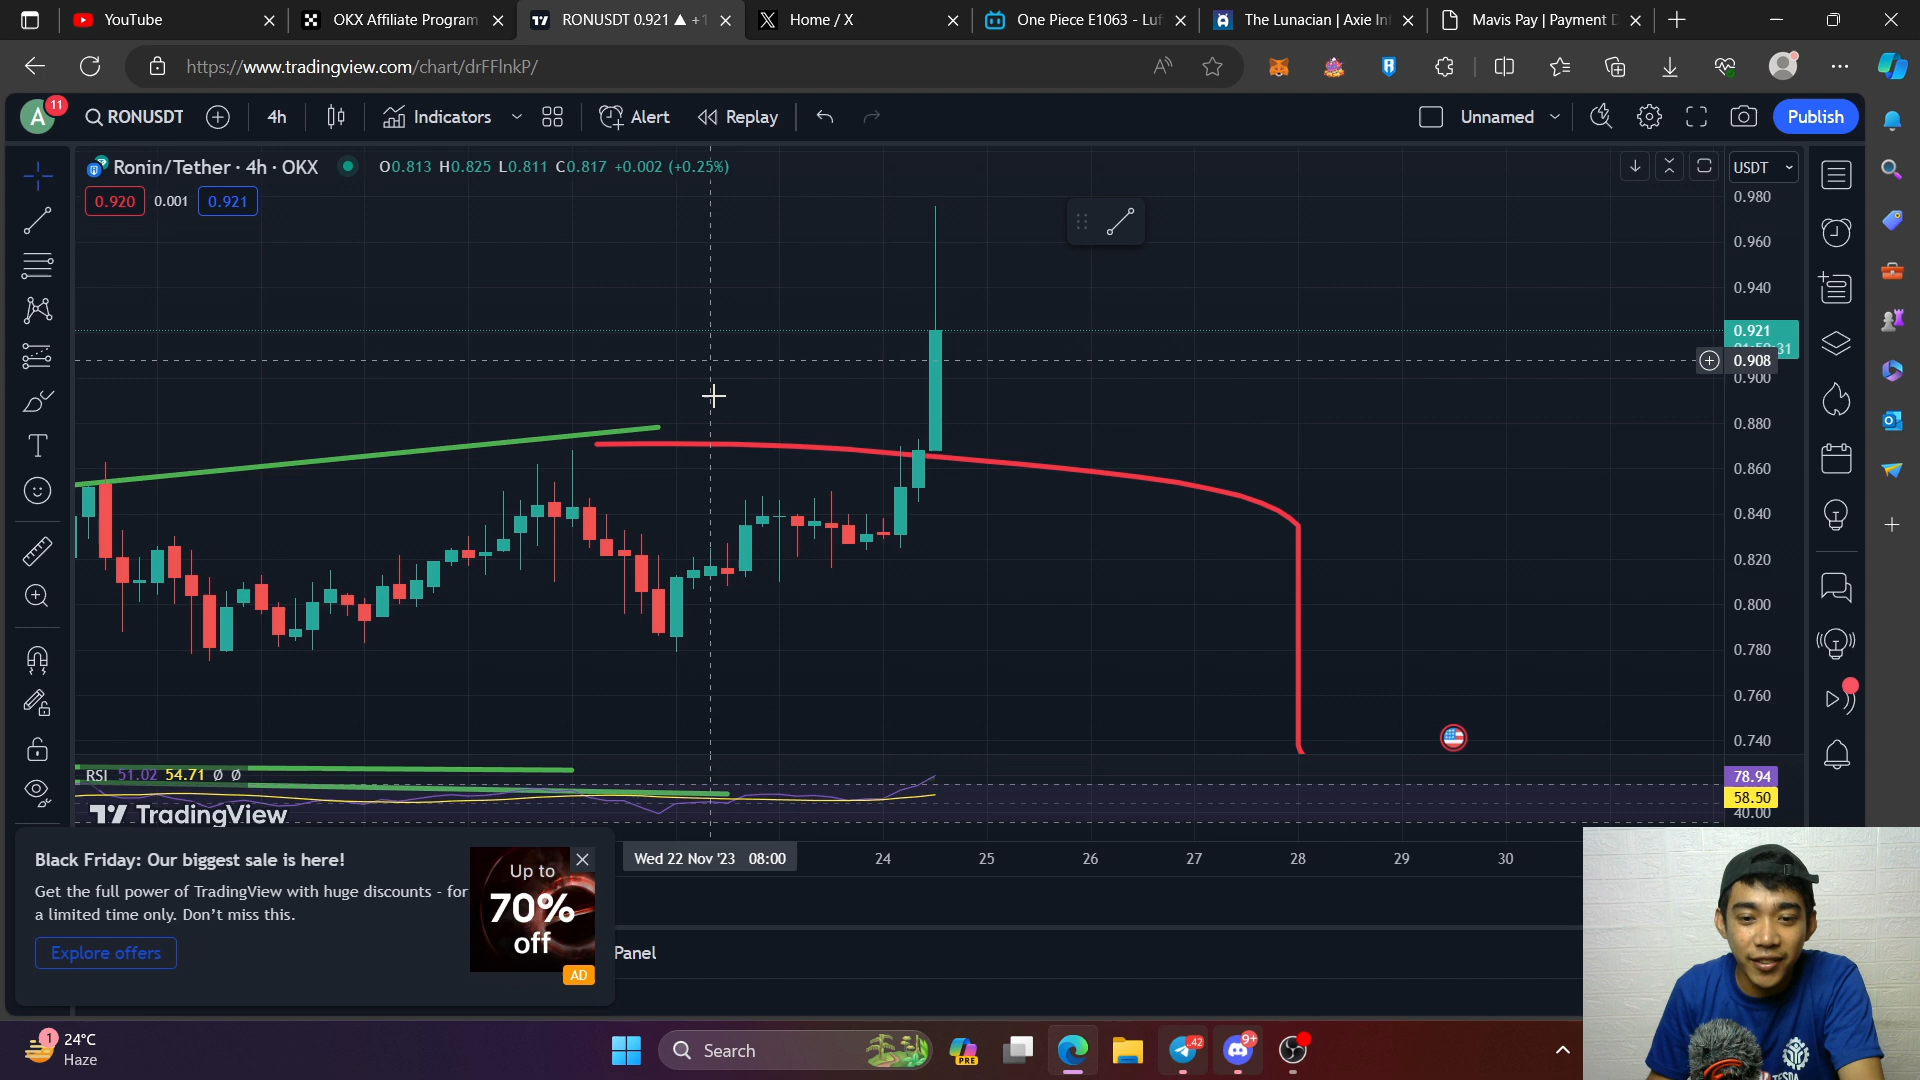 YouTube
OKX Affiliate Program
RONUSDT 0.921 ▲ +1
Home / X
One Piece E1063 - Luf
The Lunacian | Axie In
Mavis Pay | Payment D
https://www.tradingview.com/chart/drFFlnkP/
A 11
RONUSDT
4h
Indicators
Alert
Replay
Unnamed
Publish
Ronin/Tether · 4h · OKX
O0.813 H0.825 L0.811 C0.817 +0.002 (+0.25%)
USDT
0.920 0.001 0.921
0.980
0.960
0.940
0.921
0.908
0.900
0.880
0.860
0.840
0.820
0.800
0.780
0.760
0.740
RSI 51.02 54.71 Ø Ø
78.94
58.50
40.00
TradingView
Wed 22 Nov '23 08:00
24 25 26 27 28 29 30
Black Friday: Our biggest sale is here!
Get the full power of TradingView with huge discounts - for
a limited time only. Don't miss this.
Explore offers
Up to
70%
off
AD
Panel
1
24°C
Haze
Search
PRE
42
9+